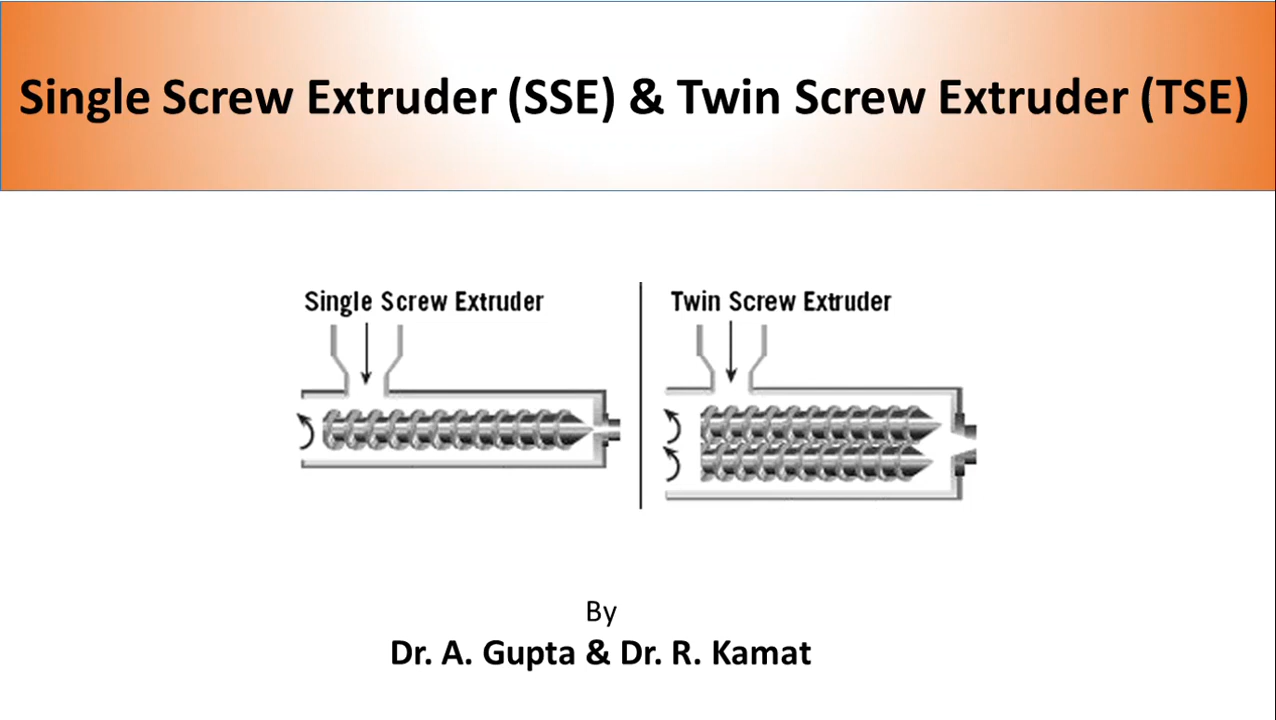 Single Screw Extruder (SSE) & Twin Screw Extruder (TSE)
Single Screw Extruder
Twin Screw Extruder
By
Dr. A. Gupta & Dr. R. Kamat